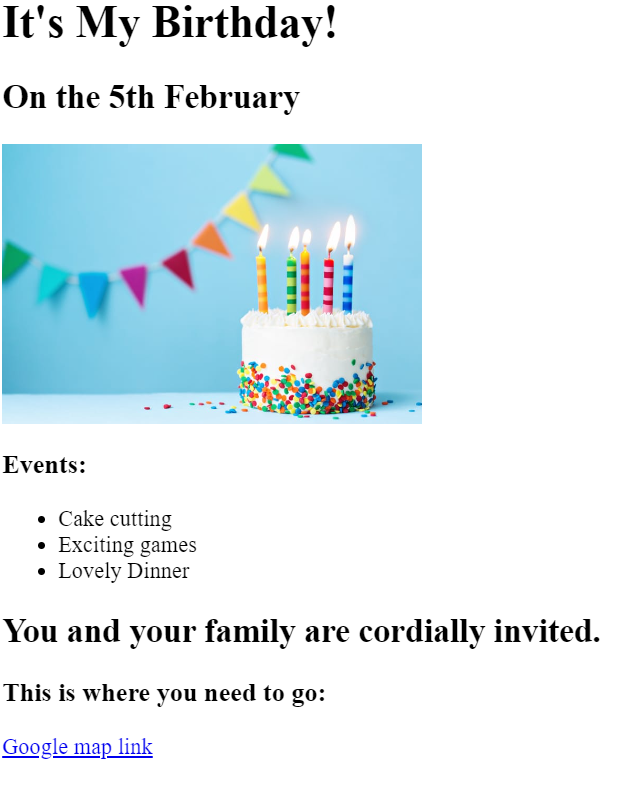 It's My Birthday!
On the 5th February
Events:
Cake cutting
Exciting games
Lovely Dinner
You and your family are cordially invited.
This is where you need to go:
Google map link